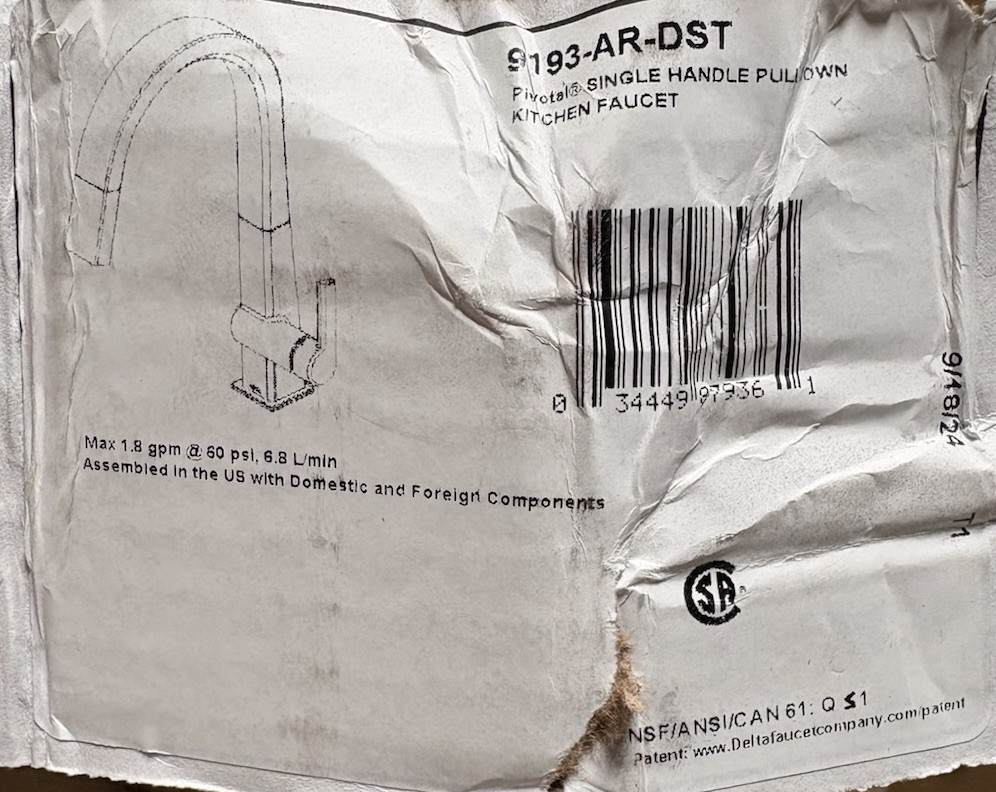 9193-AR-DST
Pivotal® SINGLE HANDLE PULLDOWN
KITCHEN FAUCET
0 34449 97936 1
Max 1.8 gpm @ 60 psi, 6.8 L/min
Assembled in the US with Domestic and Foreign Components
9/18/24
T1
SA®
NSF/ANSI/CAN 61: Q ≤ 1
Patent: www.Deltafaucetcompany.com/patent